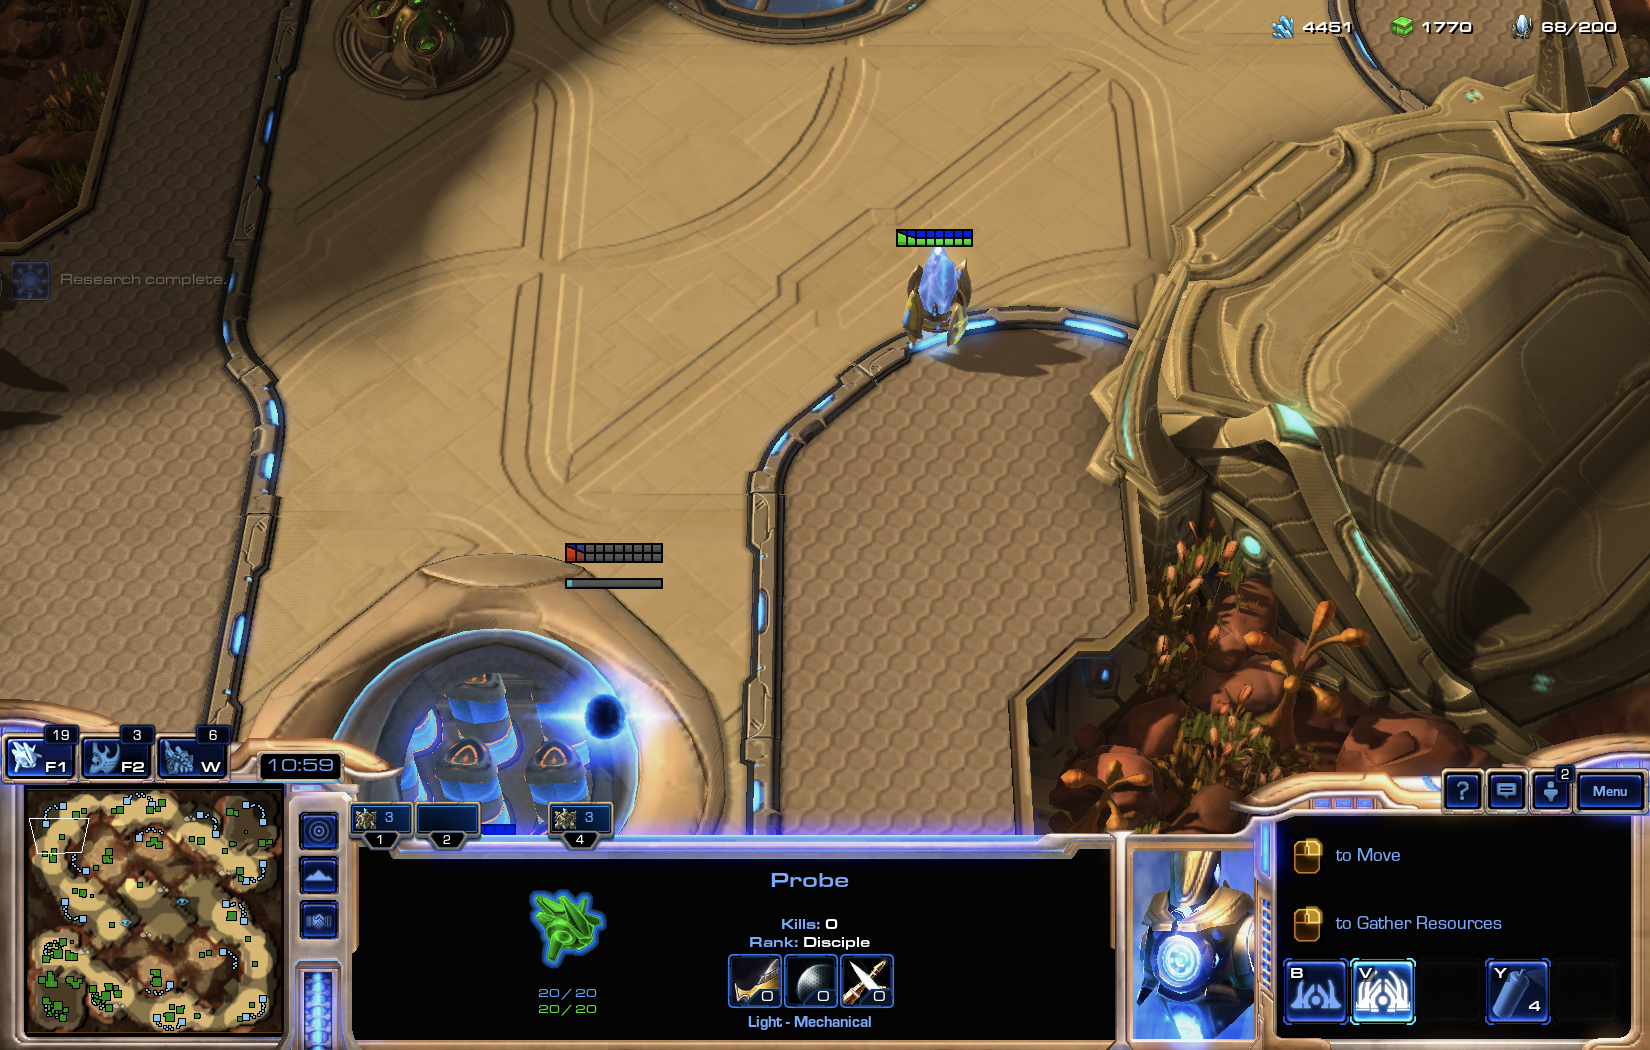 4451
1770
68/200
Research complete.
19
3
6
F1
F2
W
10:59
3
3
1
2
4
2
?
Menu
Probe
Kills: 0
Rank: Disciple
0
0
0
20/20
20/20
Light - Mechanical
to Move
to Gather Resources
B
V
Y
4